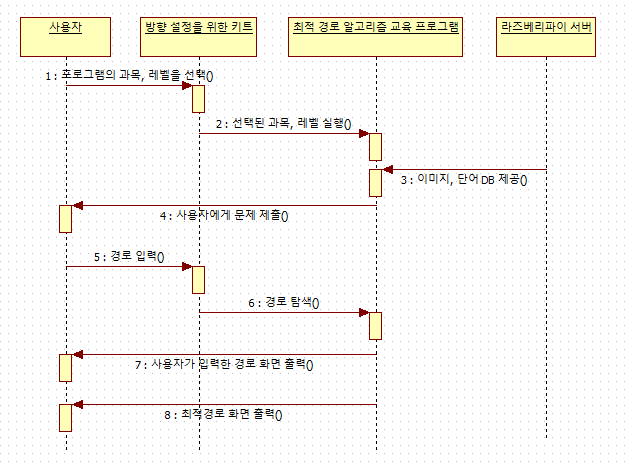 사용자
방향 설정을 위한 키트
최적 경로 알고리즘 교육 프로그램
라즈베리파이 서버
1 : 프로그램의 과목, 레벨을 선택()
2 : 선택된 과목, 레벨 실행()
3 : 이미지, 단어 DB 제공()
4 : 사용자에게 문제 제출()
5 : 경로 입력()
6 : 경로 탐색()
7 : 사용자가 입력한 경로 화면 출력()
8 : 최적경로 화면 출력()